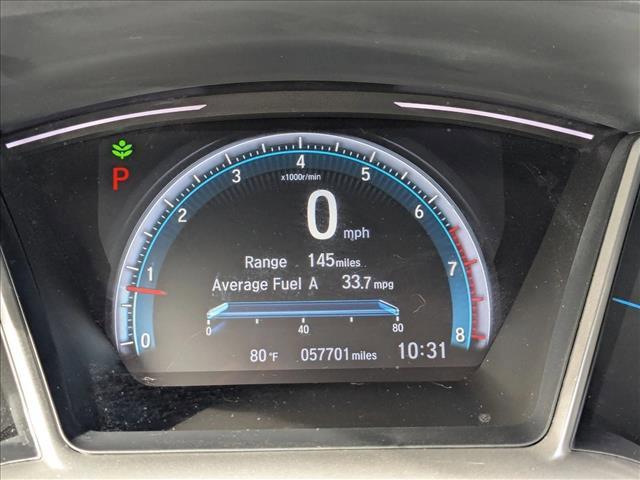 4
3 5
x1000r/min
2 6
0 mph
P
1 7
Range 145 miles
Average Fuel A 33.7 mpg
0 8
0 40 80
80 °F 057701 miles 10:31